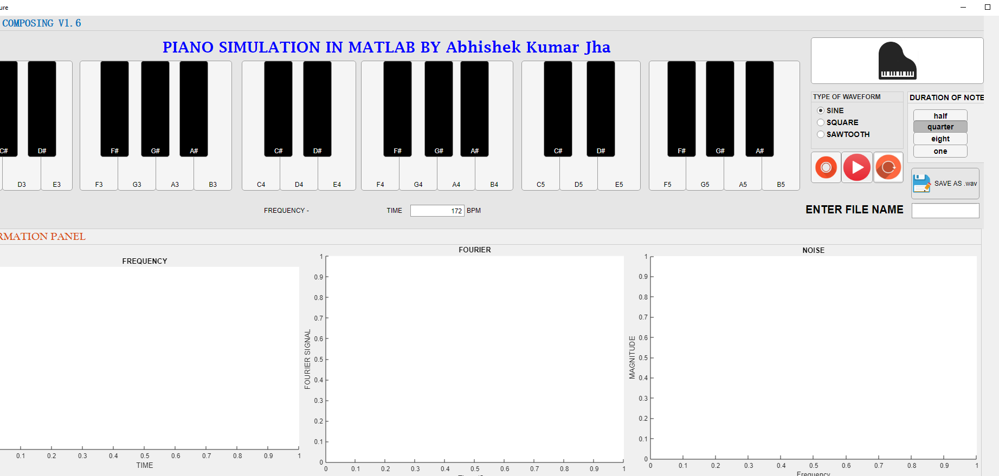 ure
COMPOSING V1.6
PIANO SIMULATION IN MATLAB BY Abhishek Kumar Jha
C# D# F# G# A# C# D# F# G# A# C# D# F# G# A#
D3 E3 F3 G3 A3 B3 C4 D4 E4 F4 G4 A4 B4 C5 D5 E5 F5 G5 A5 B5
TYPE OF WAVEFORM
SINE
SQUARE
SAWTOOTH
DURATION OF NOTE
half
quarter
eight
one
SAVE AS .wav
FREQUENCY -
TIME 172 BPM
ENTER FILE NAME
RMATION PANEL
FREQUENCY
0.1 0.2 0.3 0.4 0.5 0.6 0.7 0.8 0.9 1
TIME
FOURIER
FOURIER SIGNAL
1
0.9
0.8
0.7
0.6
0.5
0.4
0.3
0.2
0.1
0
0 0.1 0.2 0.3 0.4 0.5 0.6 0.7 0.8 0.9 1
NOISE
MAGNITUDE
1
0.9
0.8
0.7
0.6
0.5
0.4
0.3
0.2
0.1
0
0 0.1 0.2 0.3 0.4 0.5 0.6 0.7 0.8 0.9 1
Frequency